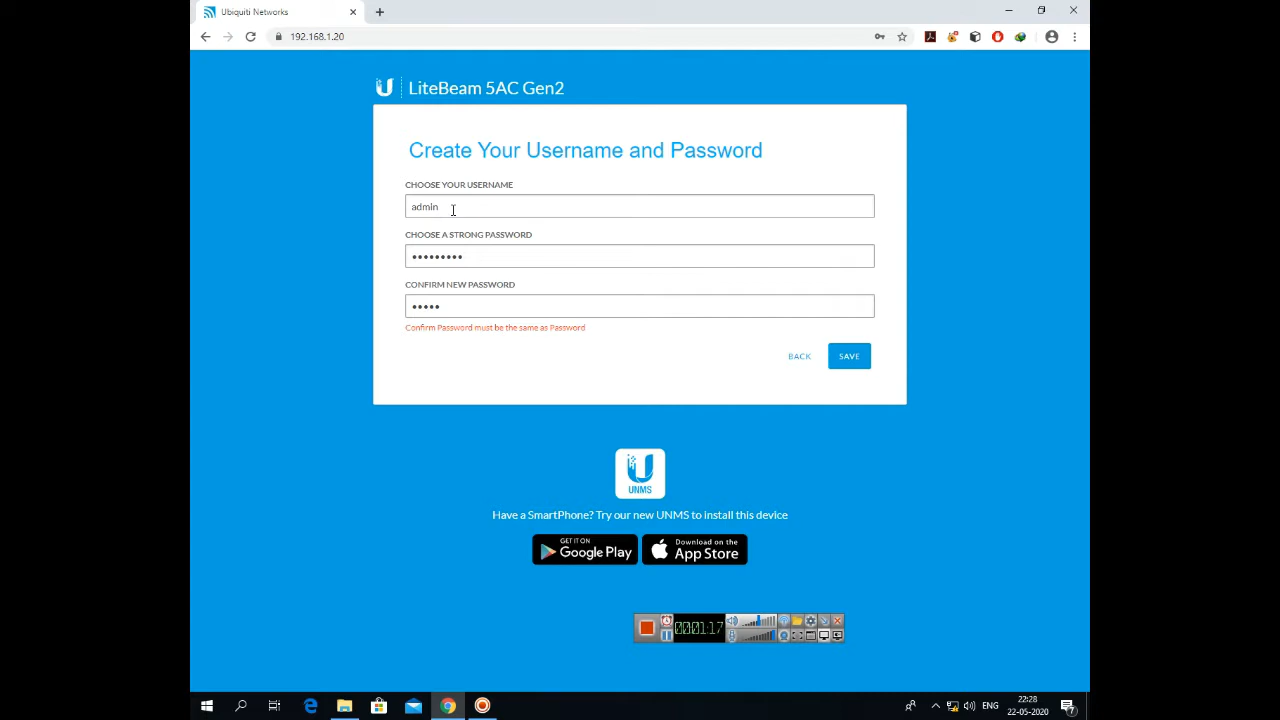 Ubiquiti Networks
192.168.1.20
LiteBeam 5AC Gen2
Create Your Username and Password
CHOOSE YOUR USERNAME
admin
CHOOSE A STRONG PASSWORD
•••••••••
CONFIRM NEW PASSWORD
•••••
Confirm Password must be the same as Password
BACK SAVE
U
UNMS
Have a SmartPhone? Try our new UNMS to install this device
GET IT ON
Google Play
Download on the
App Store
000:1:17
ENG
22:28
22-05-2020